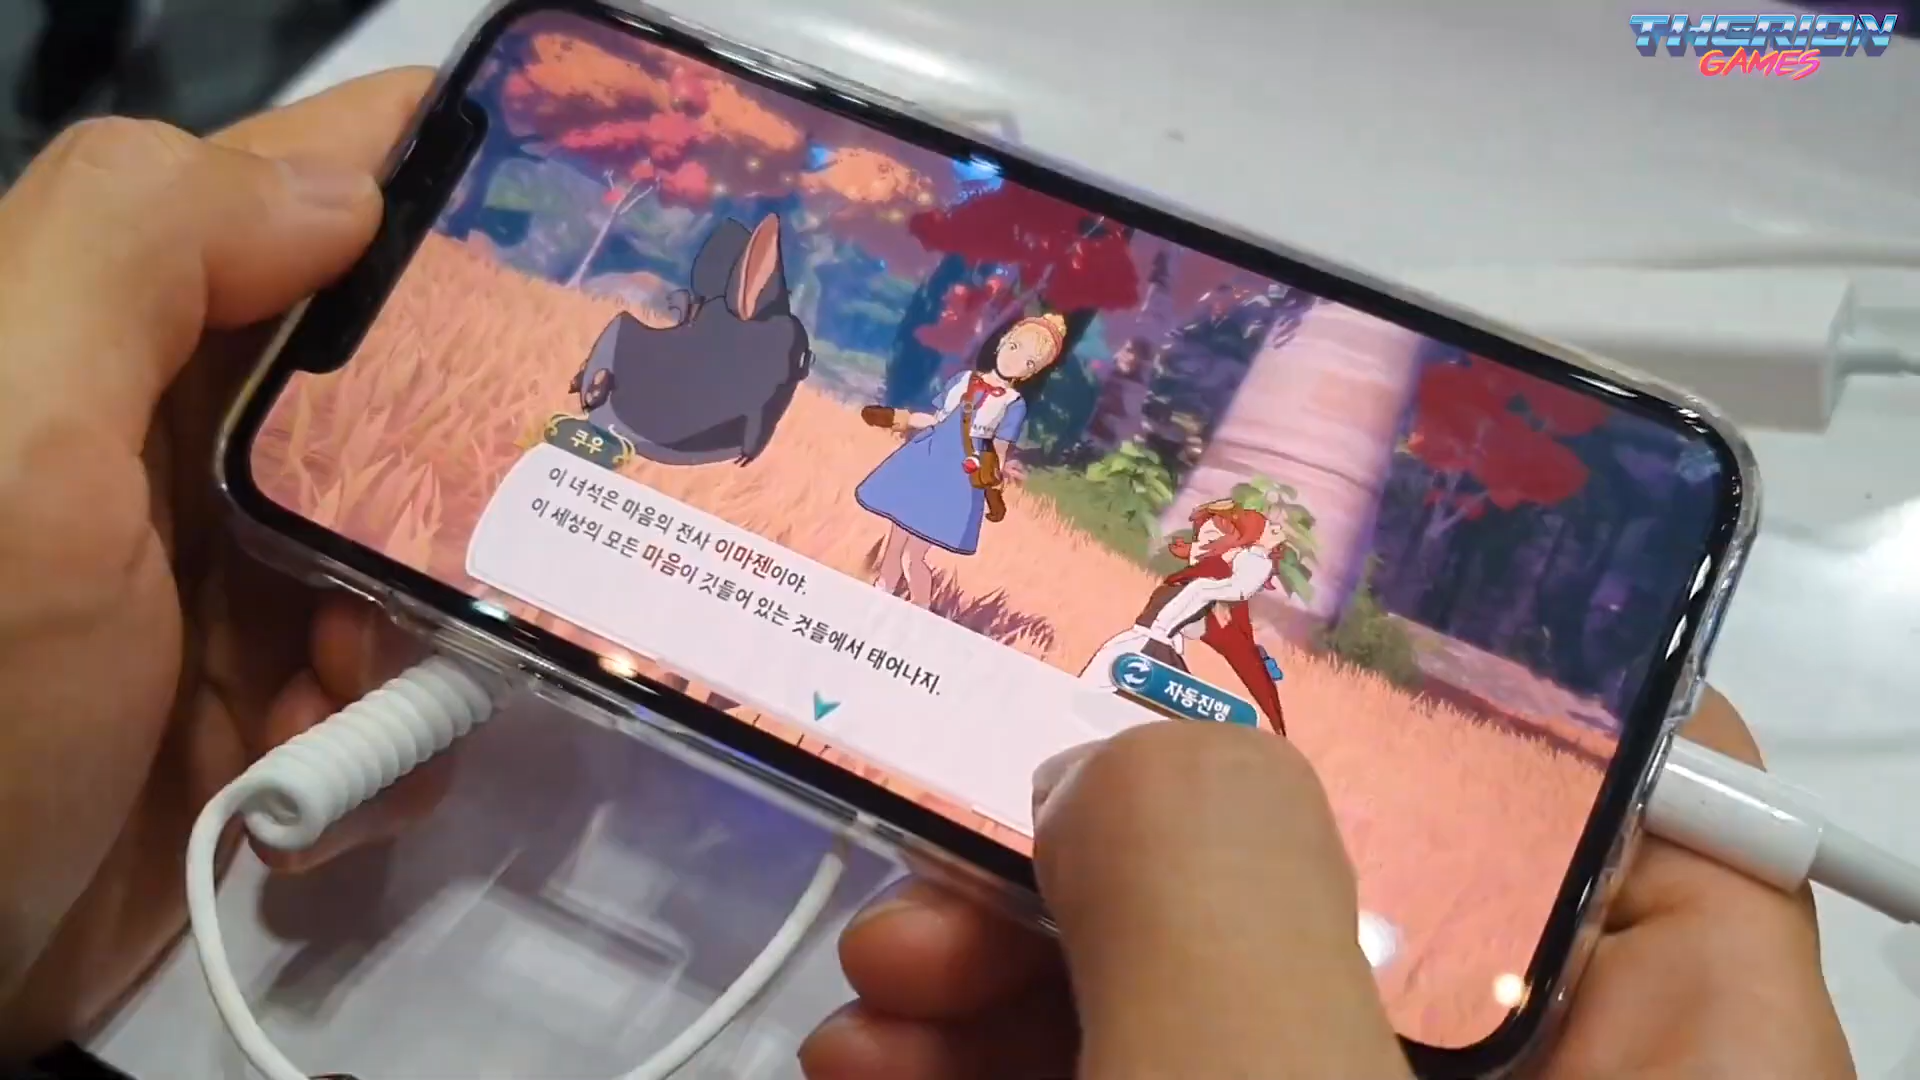 THERION
GAMES
쿠우
이 녀석은 마음의 전사 이마젠이야.
이 세상의 모든 마음이 깃들어 있는 것들에서 태어나지.
자동진행